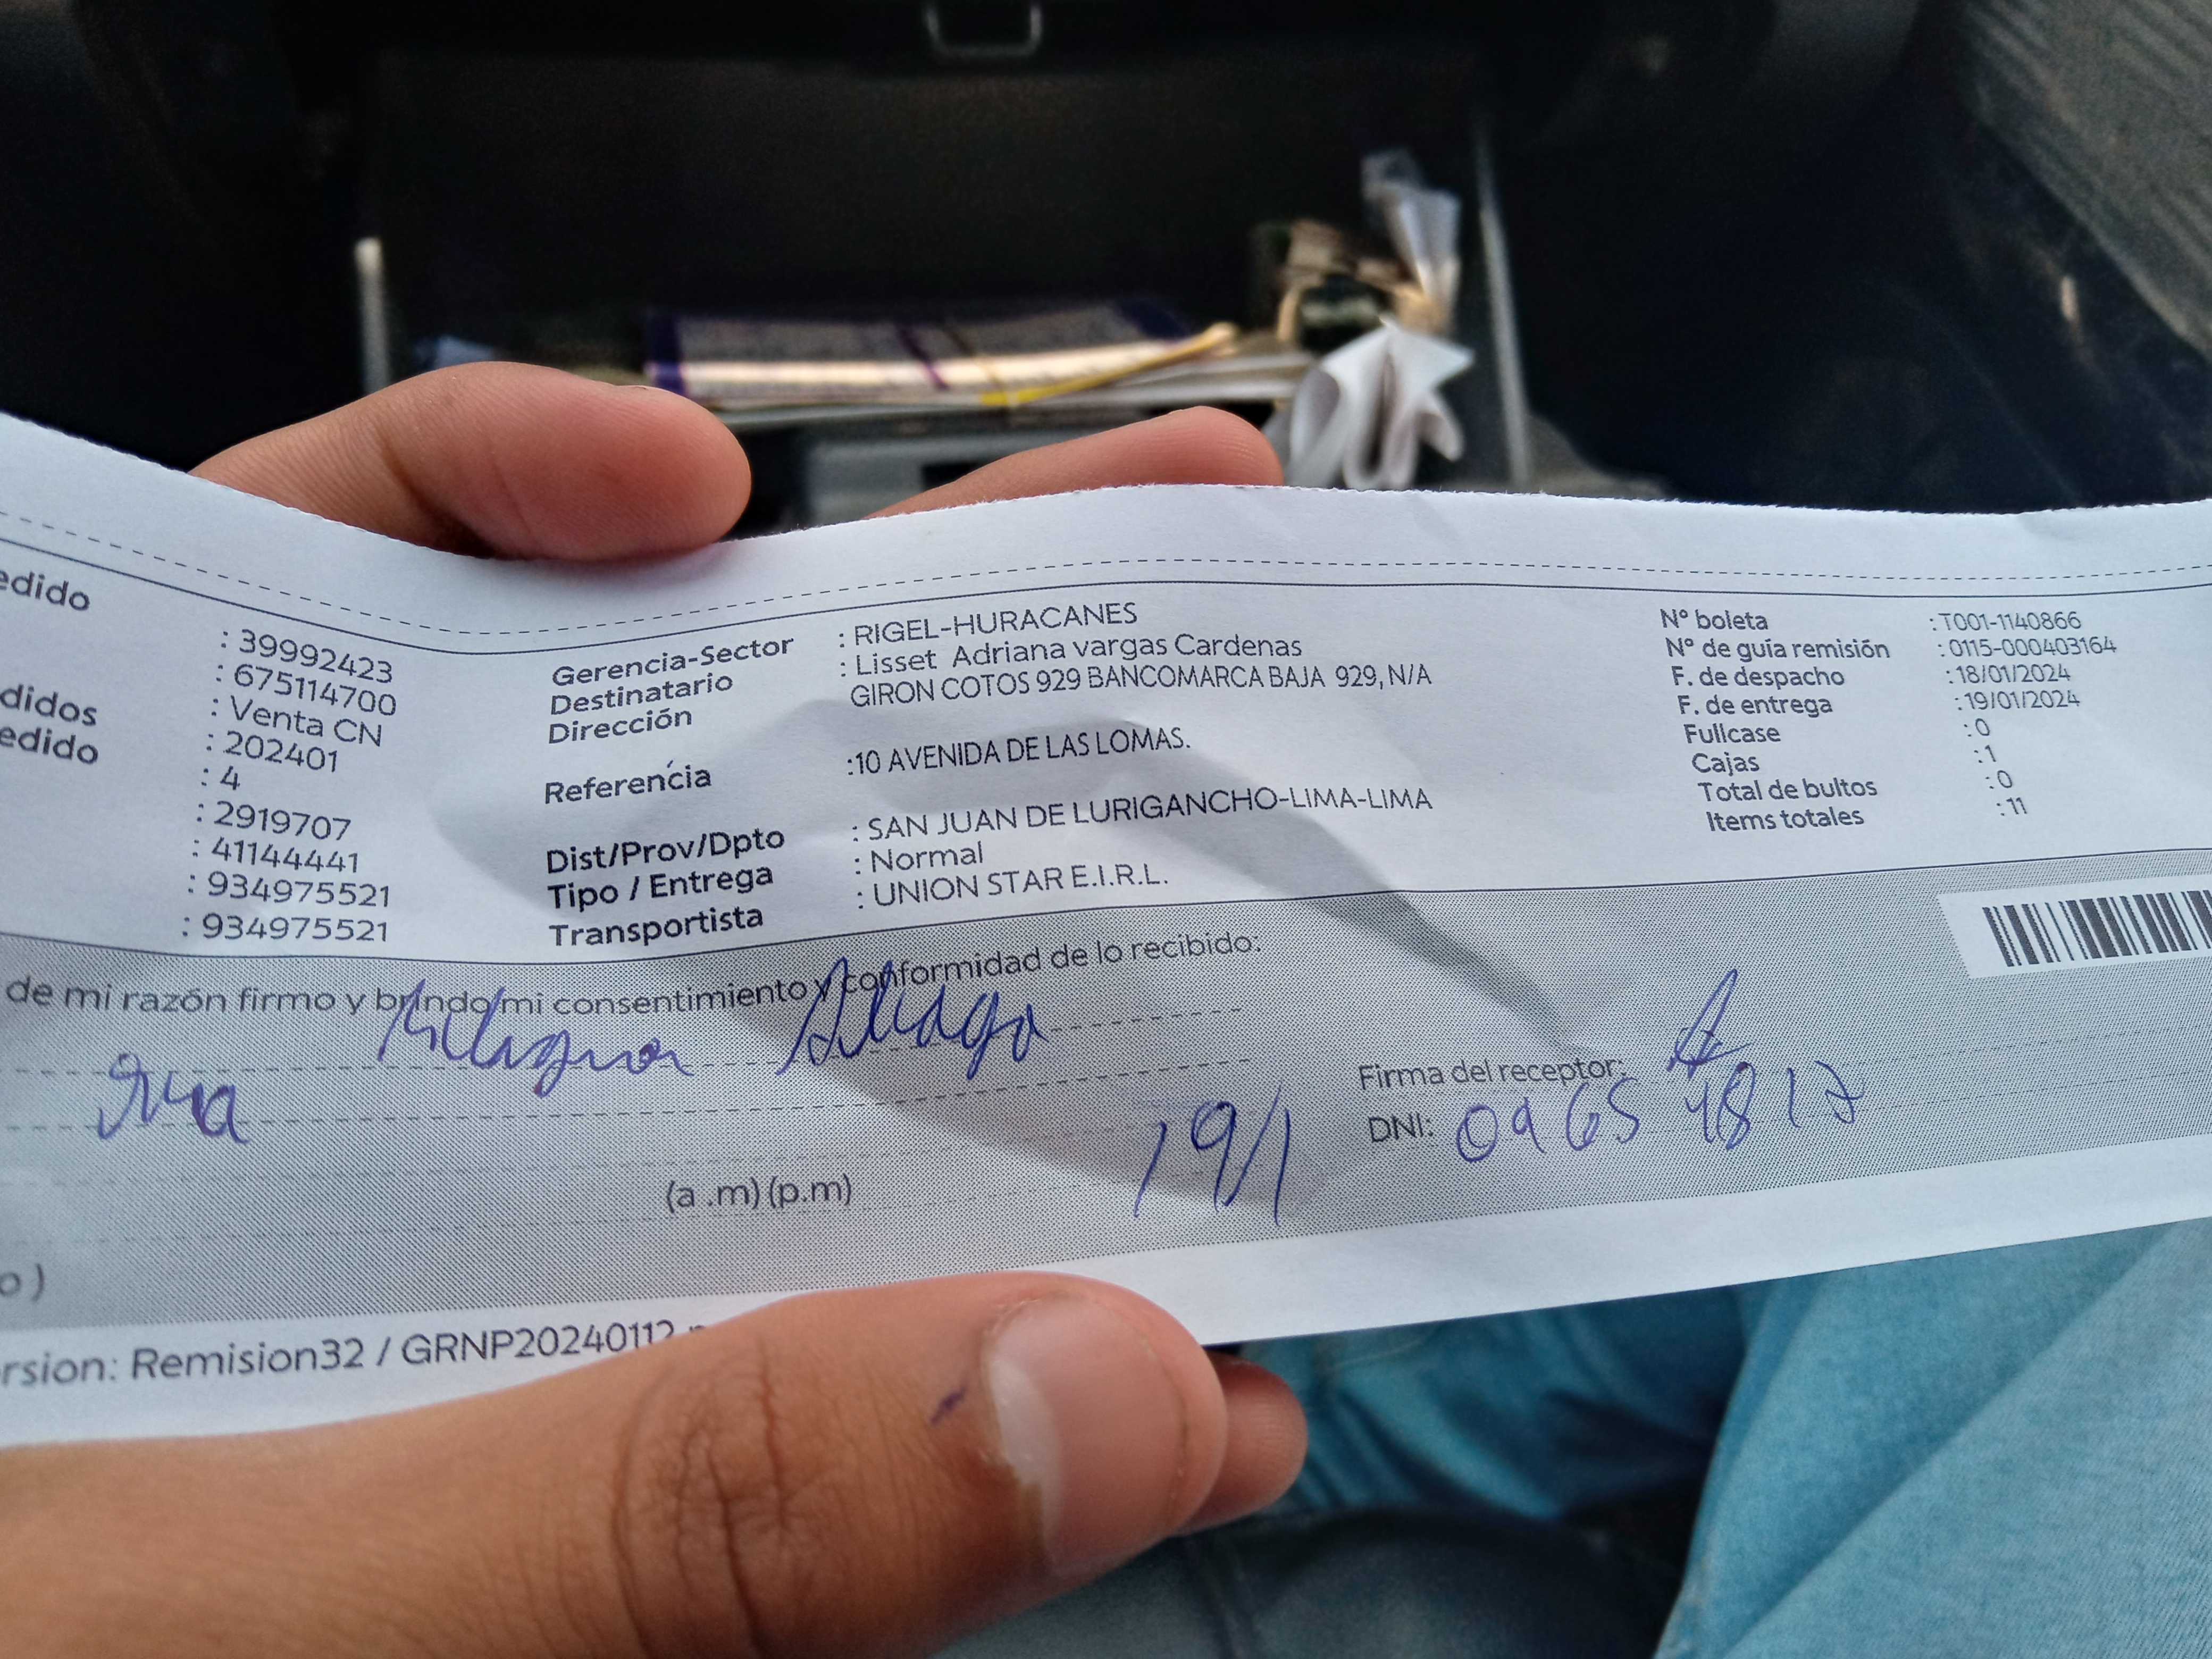 edido : 39992423
: 675114700
didos : Venta CN
edido : 202401
: 4
: 2919707
: 41144441
: 934975521
: 934975521
Gerencia-Sector : RIGEL-HURACANES
Destinatario : Lisset Adriana vargas Cardenas
Dirección GIRON COTOS 929 BANCOMARCA BAJA 929, N/A
Referencia :10 AVENIDA DE LAS LOMAS.
Dist/Prov/Dpto : SAN JUAN DE LURIGANCHO-LIMA-LIMA
Tipo / Entrega : Normal
Transportista : UNION STAR E.I.R.L.
N° boleta : T001-1140866
N° de guía remisión : 0115-000403164
F. de despacho : 18/01/2024
F. de entrega : 19/01/2024
Fullcase : 0
Cajas : 1
Total de bultos : 0
Items totales : 11
de mi razón firmo y brindo mi consentimiento y conformidad de lo recibido:
Milagros Aliaga
Firma del receptor:
19/1
DNI: 09654817
(a .m) (p.m)
o )
rsion: Remision32 / GRNP20240112